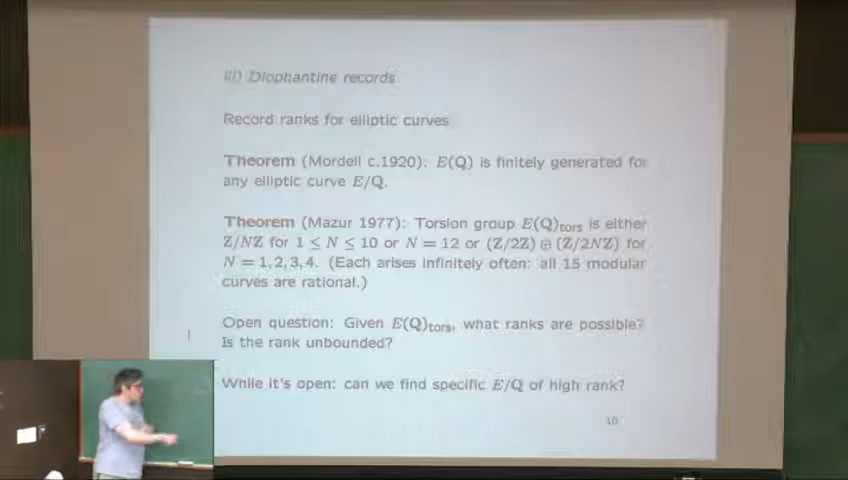 iii) Diophantine records
Record ranks for elliptic curves
Theorem (Mordell c.1920): E(Q) is finitely generated for
any elliptic curve E/Q.
Theorem (Mazur 1977): Torsion group E(Q)tors is either
Z/NZ for 1 ≤ N ≤ 10 or N = 12 or (Z/2Z) ⊕ (Z/2NZ) for
N = 1, 2, 3, 4. (Each arises infinitely often: all 15 modular
curves are rational.)
Open question: Given E(Q)tors, what ranks are possible?
Is the rank unbounded?
While it's open: can we find specific E/Q of high rank?
10